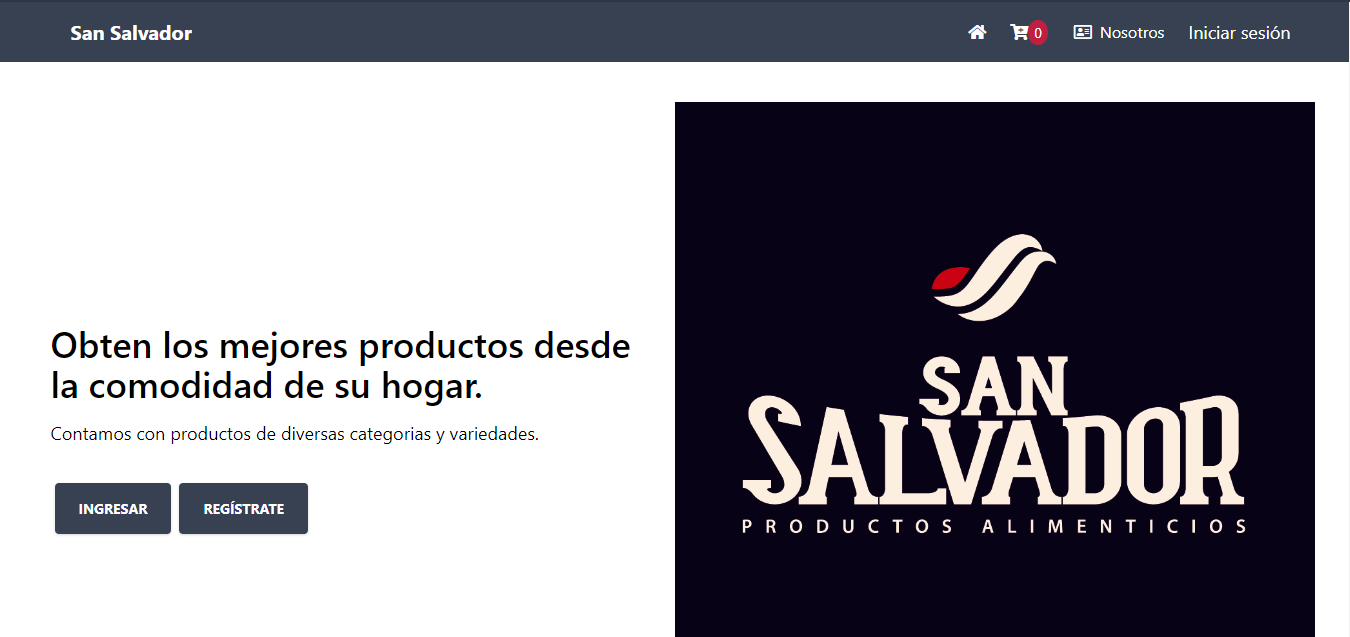 San Salvador
0
Nosotros
Iniciar sesión
Obten los mejores productos desde
la comodidad de su hogar.
Contamos con productos de diversas categorias y variedades.
INGRESAR
REGÍSTRATE
SAN
SALVADOR
PRODUCTOS ALIMENTICIOS